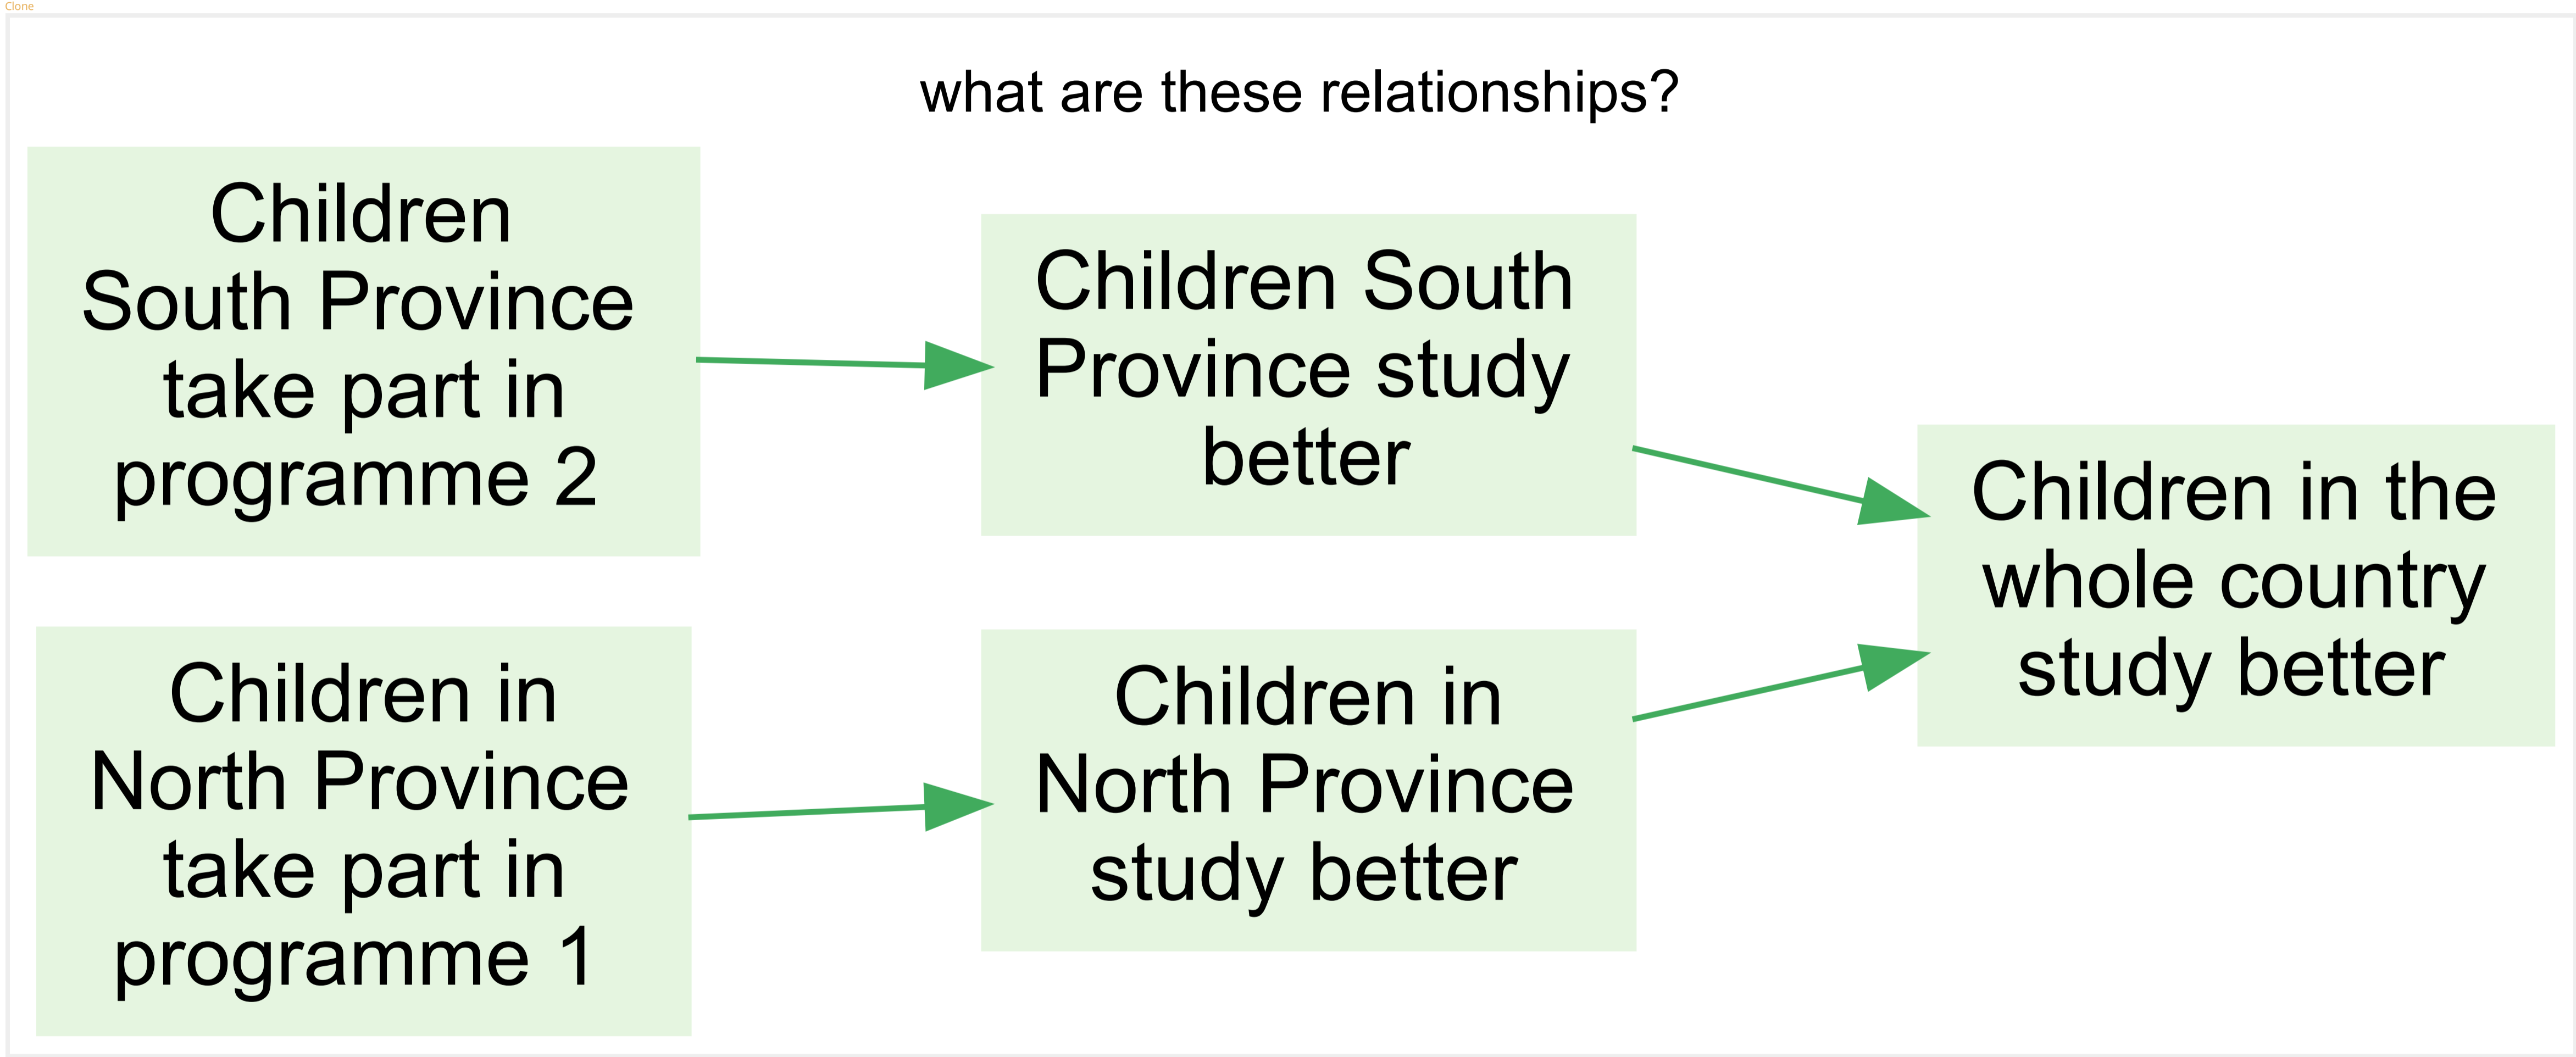 Clone
what are these relationships?
Children
South Province
take part in
programme 2
Children South
Province study
better
Children in the
whole country
study better
Children in
North Province
take part in
programme 1
Children in
North Province
study better